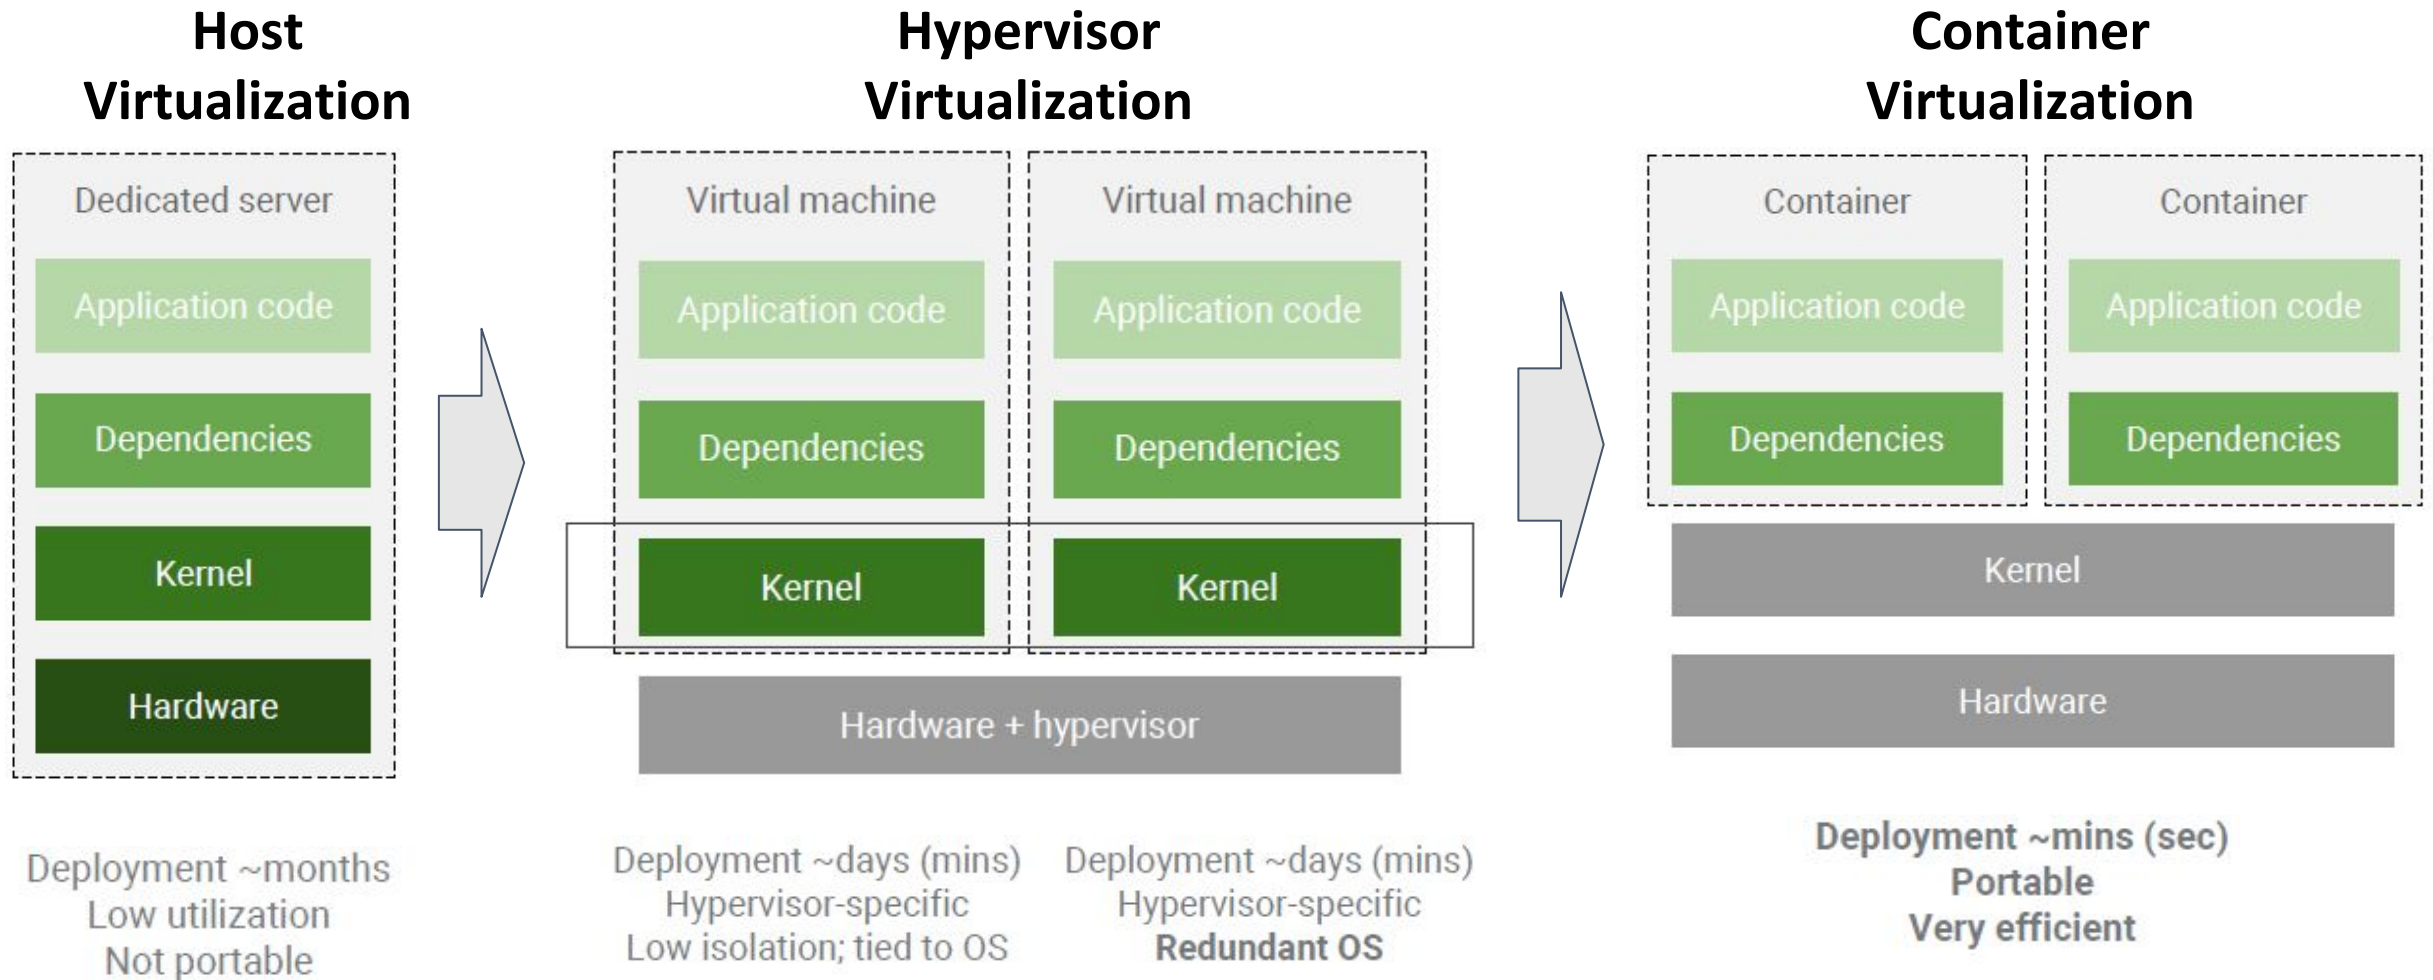 Host
Virtualization
Dedicated server
Application code
Dependencies
Kernel
Hardware
Deployment ~months
Low utilization
Not portable
Hypervisor
Virtualization
Virtual machine
Application code
Dependencies
Kernel
Virtual machine
Application code
Dependencies
Kernel
Hardware + hypervisor
Deployment ~days (mins)
Hypervisor-specific
Low isolation; tied to OS
Deployment ~days (mins)
Hypervisor-specific
Redundant OS
Container
Virtualization
Container
Application code
Dependencies
Container
Application code
Dependencies
Kernel
Hardware
Deployment ~mins (sec)
Portable
Very efficient